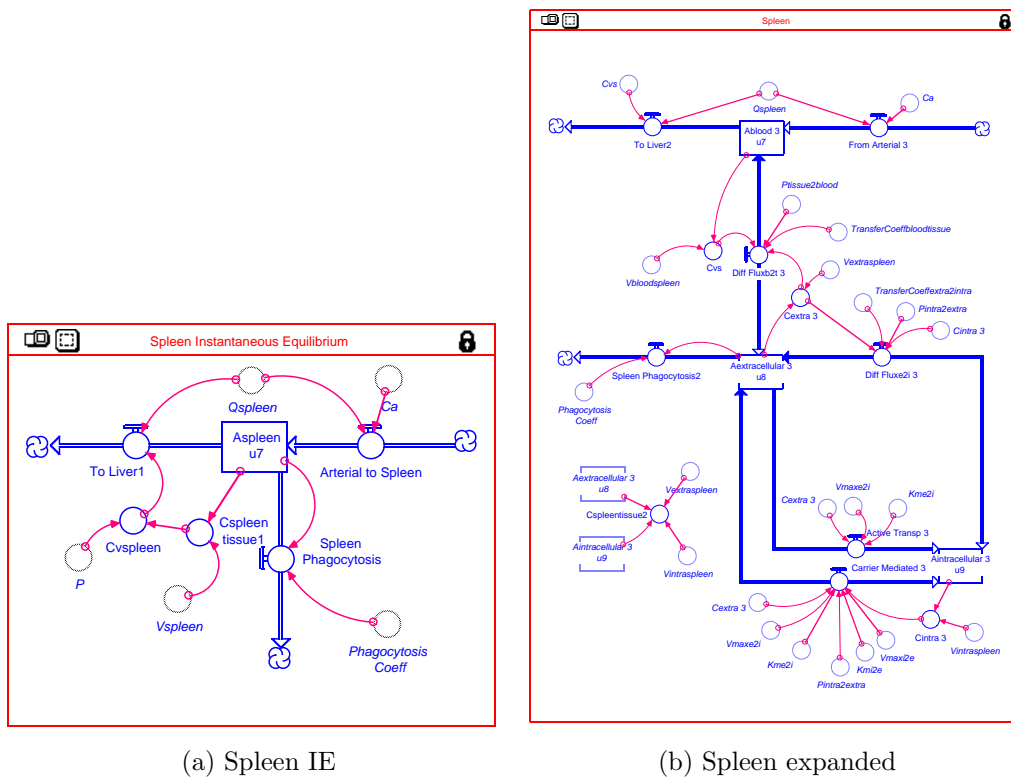 Spleen Instantaneous Equilibrium
Qspleen
Ca
Aspleen
u7
To Liver1
Arterial to Spleen
Cspleen
tissue1
Cvspleen
Spleen
Phagocytosis
P
Vspleen
Phagocytosis
Coeff
(a) Spleen IE
Spleen
Cvs
Qspleen
Ca
To Liver2
Ablood 3
u7
From Arterial 3
Ptissue2blood
TransferCoeffbloodtissue
Cvs
Diff Fluxb2t 3
Vextraspleen
Vbloodspleen
TransferCoeffextra2intra
Pintra2extra
Cextra 3
Cintra 3
Spleen Phagocytosis2
Aextracellular 3
u8
Diff Fluxe2i 3
Phagocytosis
Coeff
Aextracellular 3
u8
Vextraspleen
Cspleentissue2
Aintracellular 3
u9
Vintraspleen
Cextra 3
Vmaxe2i
Kme2i
Active Transp 3
Carrier Mediated 3
Aintracellular 3
u9
Cextra 3
Vmaxe2i
Kme2i
Pintra2extra
Kmi2e
Vmaxi2e
Cintra 3
Vintraspleen
(b) Spleen expanded